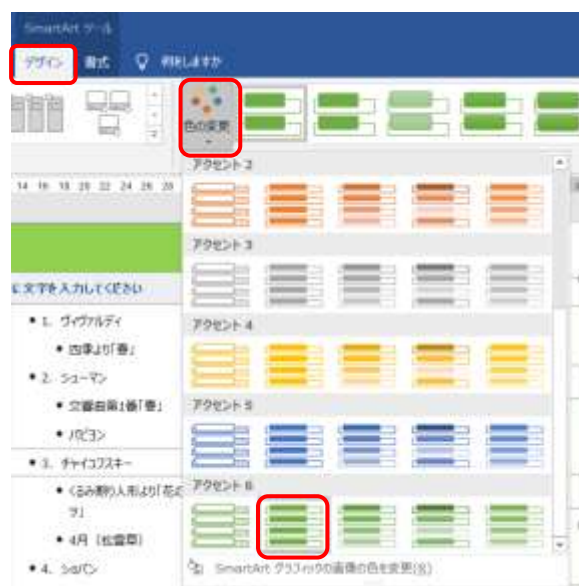 SmartArt ツール
デザイン
書式
何をしますか
色の変更
アクセント 2
14 16 18 20 22 24 26 28
アクセント 3
文字を入力してください
• 1. ヴィヴァルディ
アクセント 4
• 四季より「春」
• 2. シューマン
• 交響曲第1番「春」
アクセント 5
• パピヨン
• 3. チャイコフスキー
• くるみ割り人形より「花の
アクセント 6
ツ」
• 4月 (松雪草)
• 4. ショパン
SmartArt グラフィックの画像の色を変更(R)